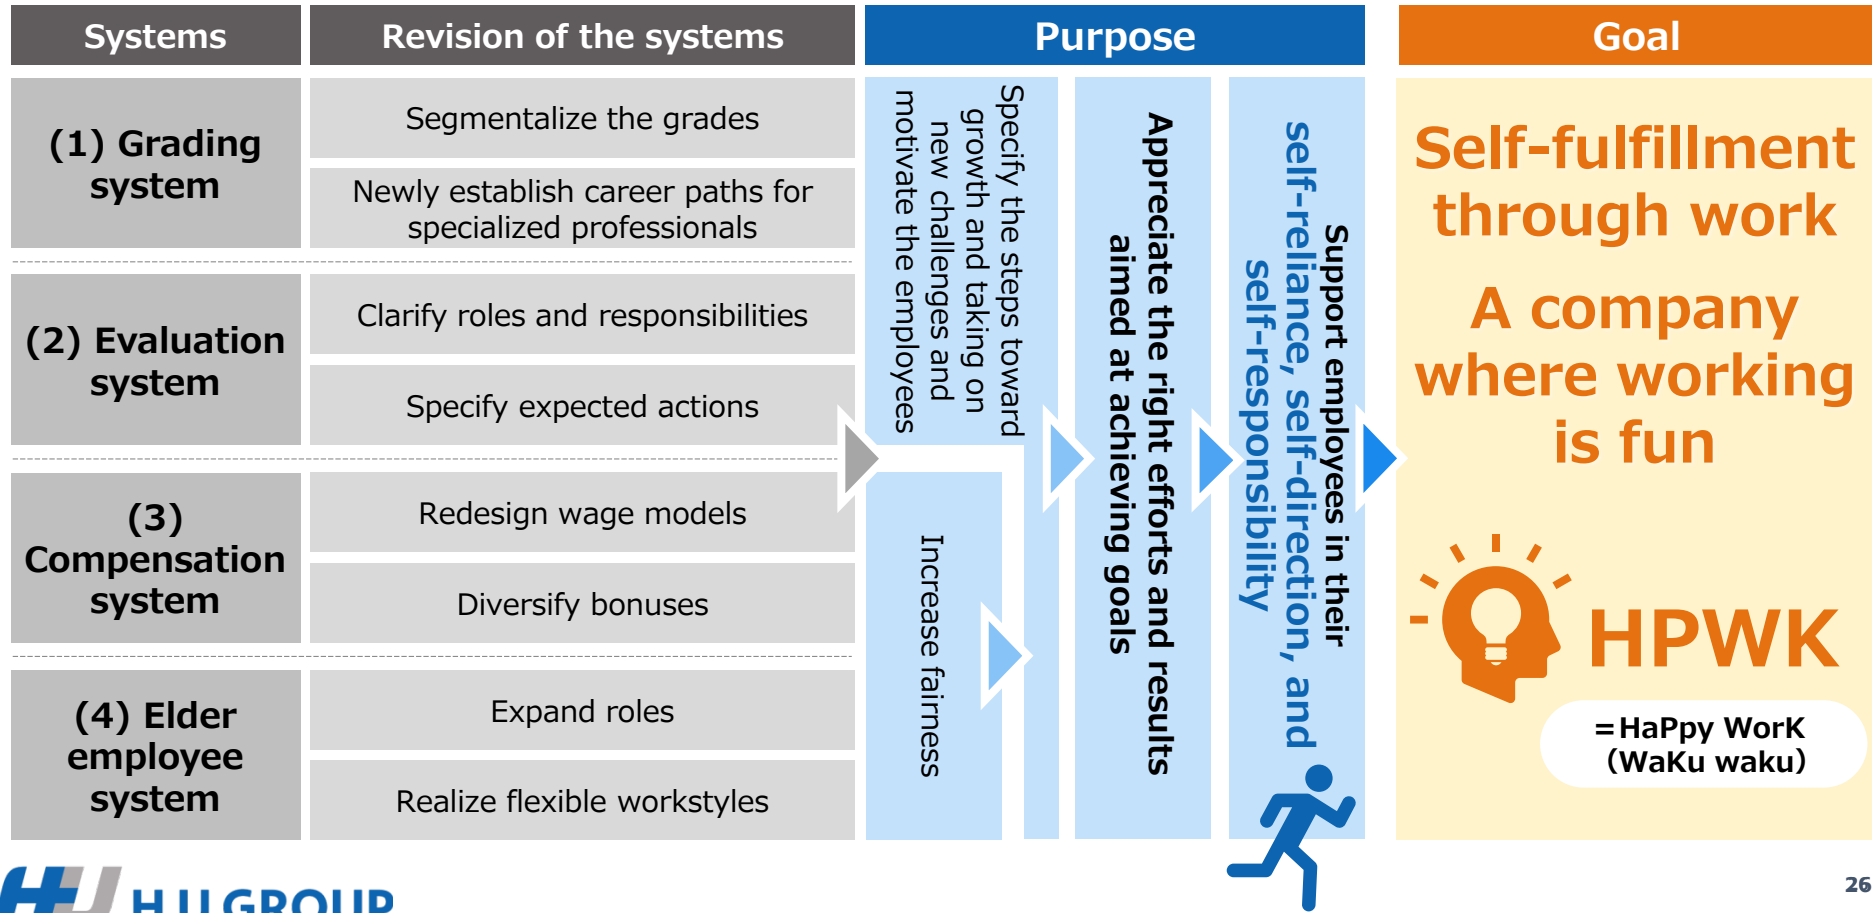 Systems
Revision of the systems
Purpose
Goal
(1) Grading
system
Segmentalize the grades
Newly establish career paths for
specialized professionals
(2) Evaluation
system
Clarify roles and responsibilities
Specify expected actions
(3)
Compensation
system
Redesign wage models
Diversify bonuses
(4) Elder
employee
system
Expand roles
Realize flexible workstyles
Specify the steps toward
growth and taking on
new challenges and
motivate the employees
Increase fairness
Appreciate the right efforts and results
aimed at achieving goals
Support employees in their
self-reliance, self-direction, and
self-responsibility
Self-fulfillment
through work
A company
where working
is fun
HPWK
=HaPpy WorK
(WaKu waku)
H.U.GROUP
26